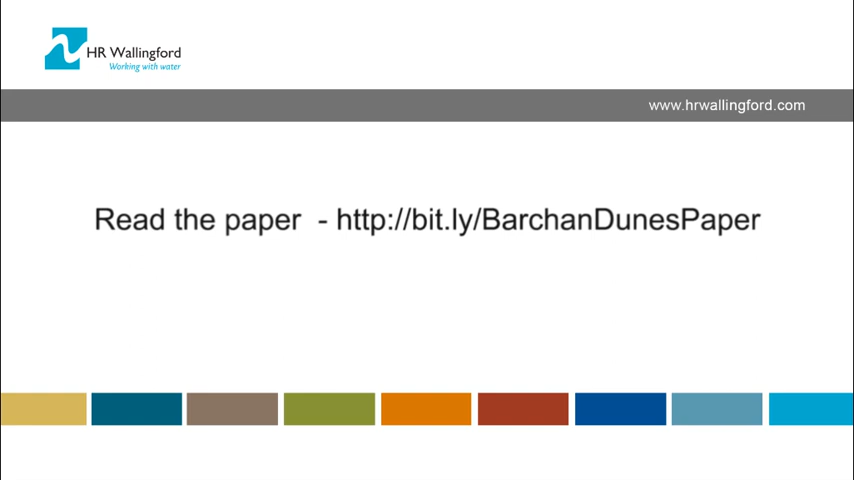 HR Wallingford
Working with water
www.hrwallingford.com
Read the paper - http://bit.ly/BarchanDunesPaper